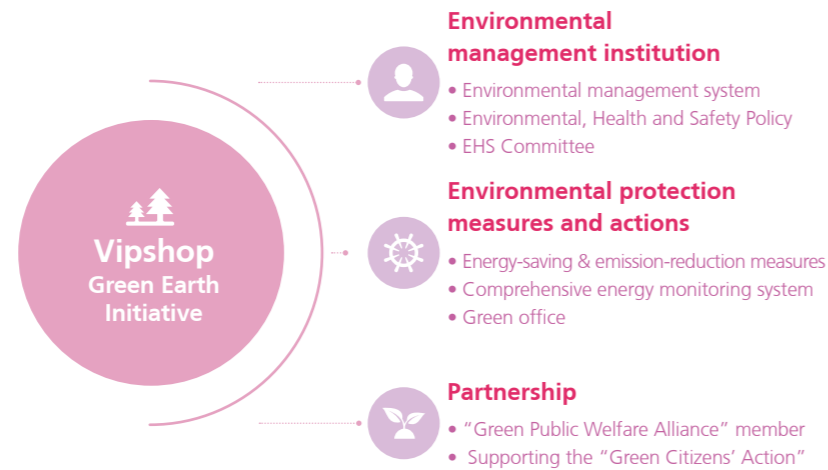 Vipshop
Green Earth
Initiative
Environmental
management institution
• Environmental management system
• Environmental, Health and Safety Policy
• EHS Committee
Environmental protection
measures and actions
• Energy-saving & emission-reduction measures
• Comprehensive energy monitoring system
• Green office
Partnership
• “Green Public Welfare Alliance” member
• Supporting the “Green Citizens’ Action”